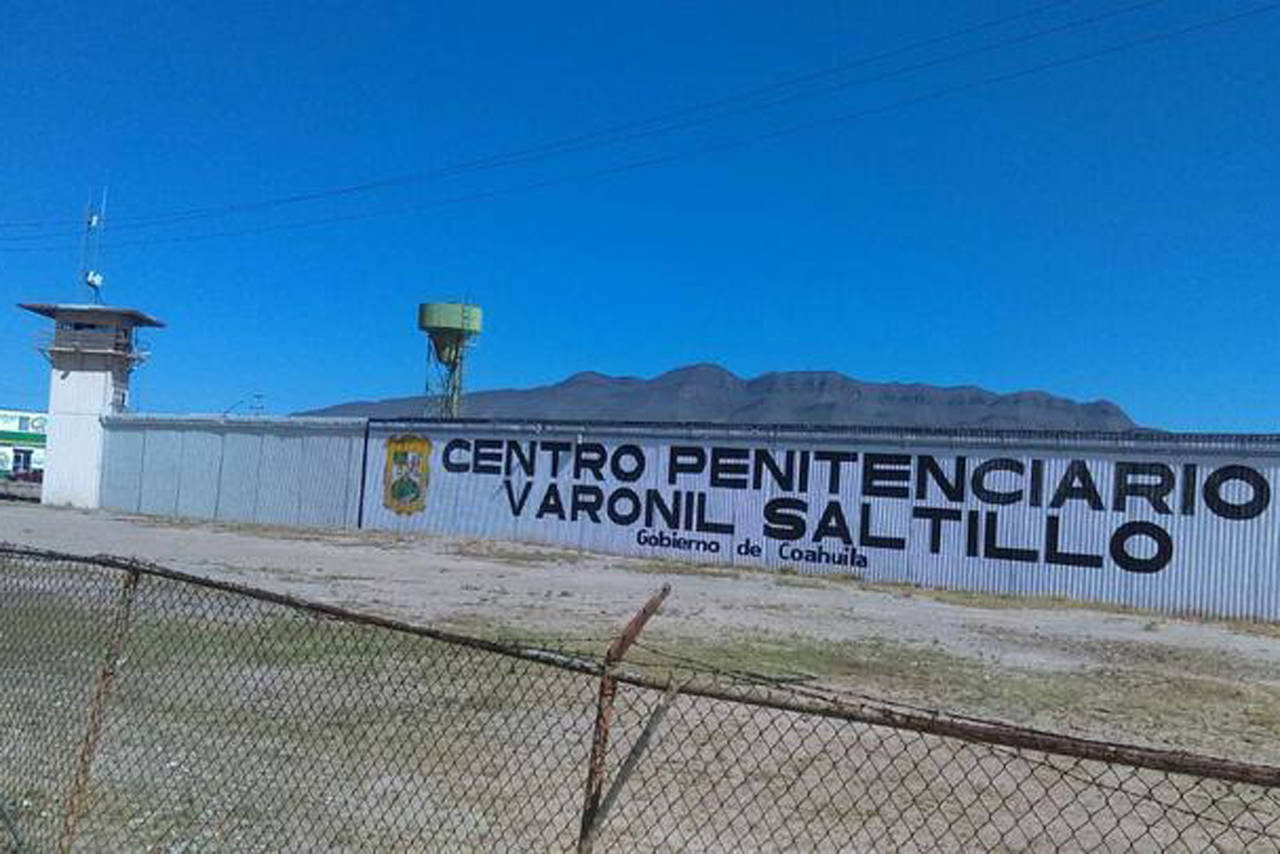 CENTRO PENITENCIARIO
VARONIL SALTILLO
Gobierno de Coahuila